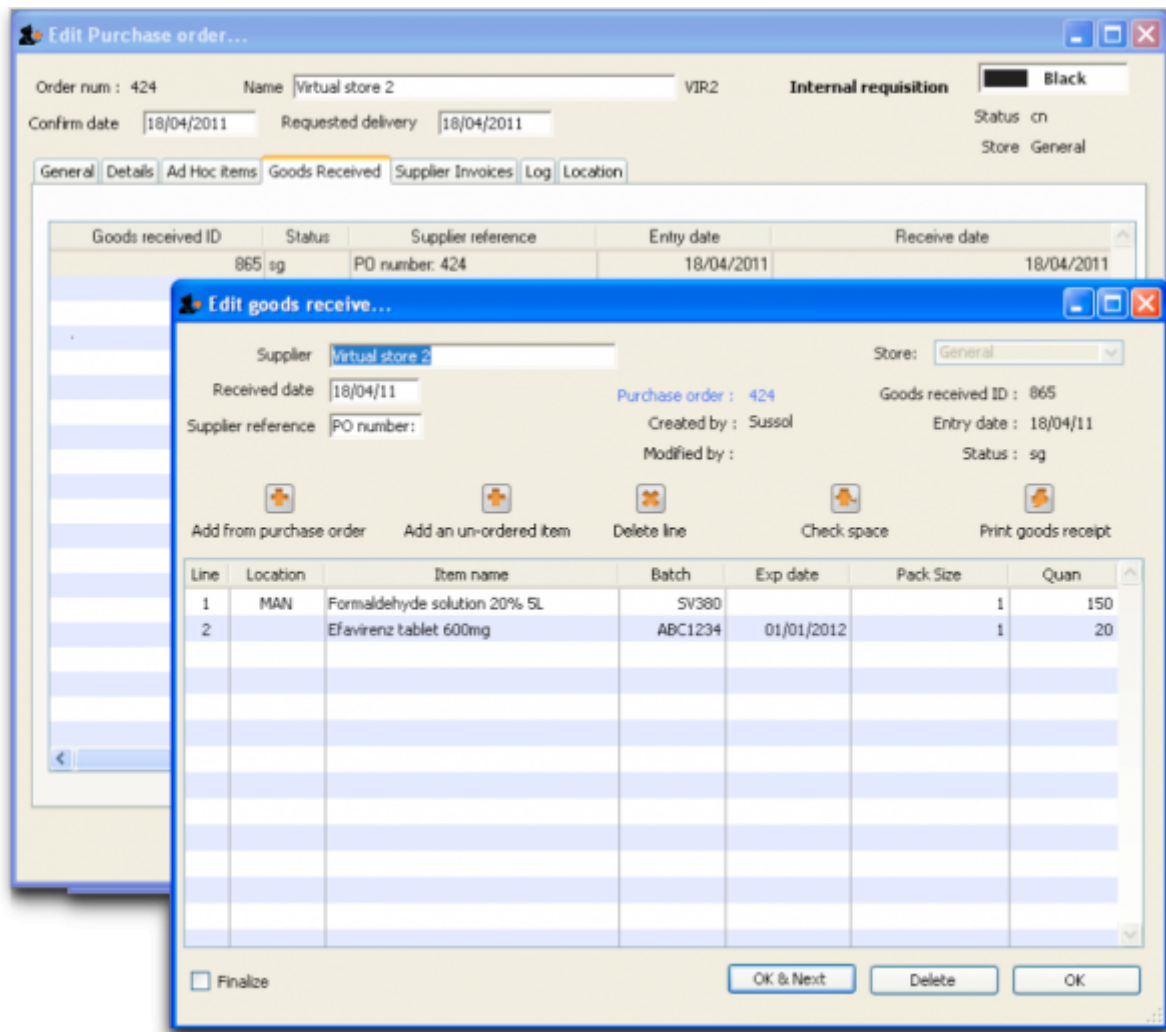 Edit Purchase order...
Order num : 424 Name Virtual store 2 VIR2 Internal requisition Black
Confirm date 18/04/2011 Requested delivery 18/04/2011 Status cn
Store General
General Details Ad Hoc items Goods Received Supplier Invoices Log Location
Goods received ID Status Supplier reference Entry date Receive date
865 sg PO number: 424 18/04/2011 18/04/2011
Edit goods receive...
Supplier Virtual store 2 Store: General
Received date 18/04/11 Purchase order : 424 Goods received ID : 865
Supplier reference PO number: Created by : Sussol Entry date : 18/04/11
Modified by : Status : sg
Add from purchase order Add an un-ordered item Delete line Check space Print goods receipt
Line Location Item name Batch Exp date Pack Size Quan
1 MAN Formaldehyde solution 20% 5L SV380 1 150
2 Efavirenz tablet 600mg ABC1234 01/01/2012 1 20
Finalize OK & Next Delete OK